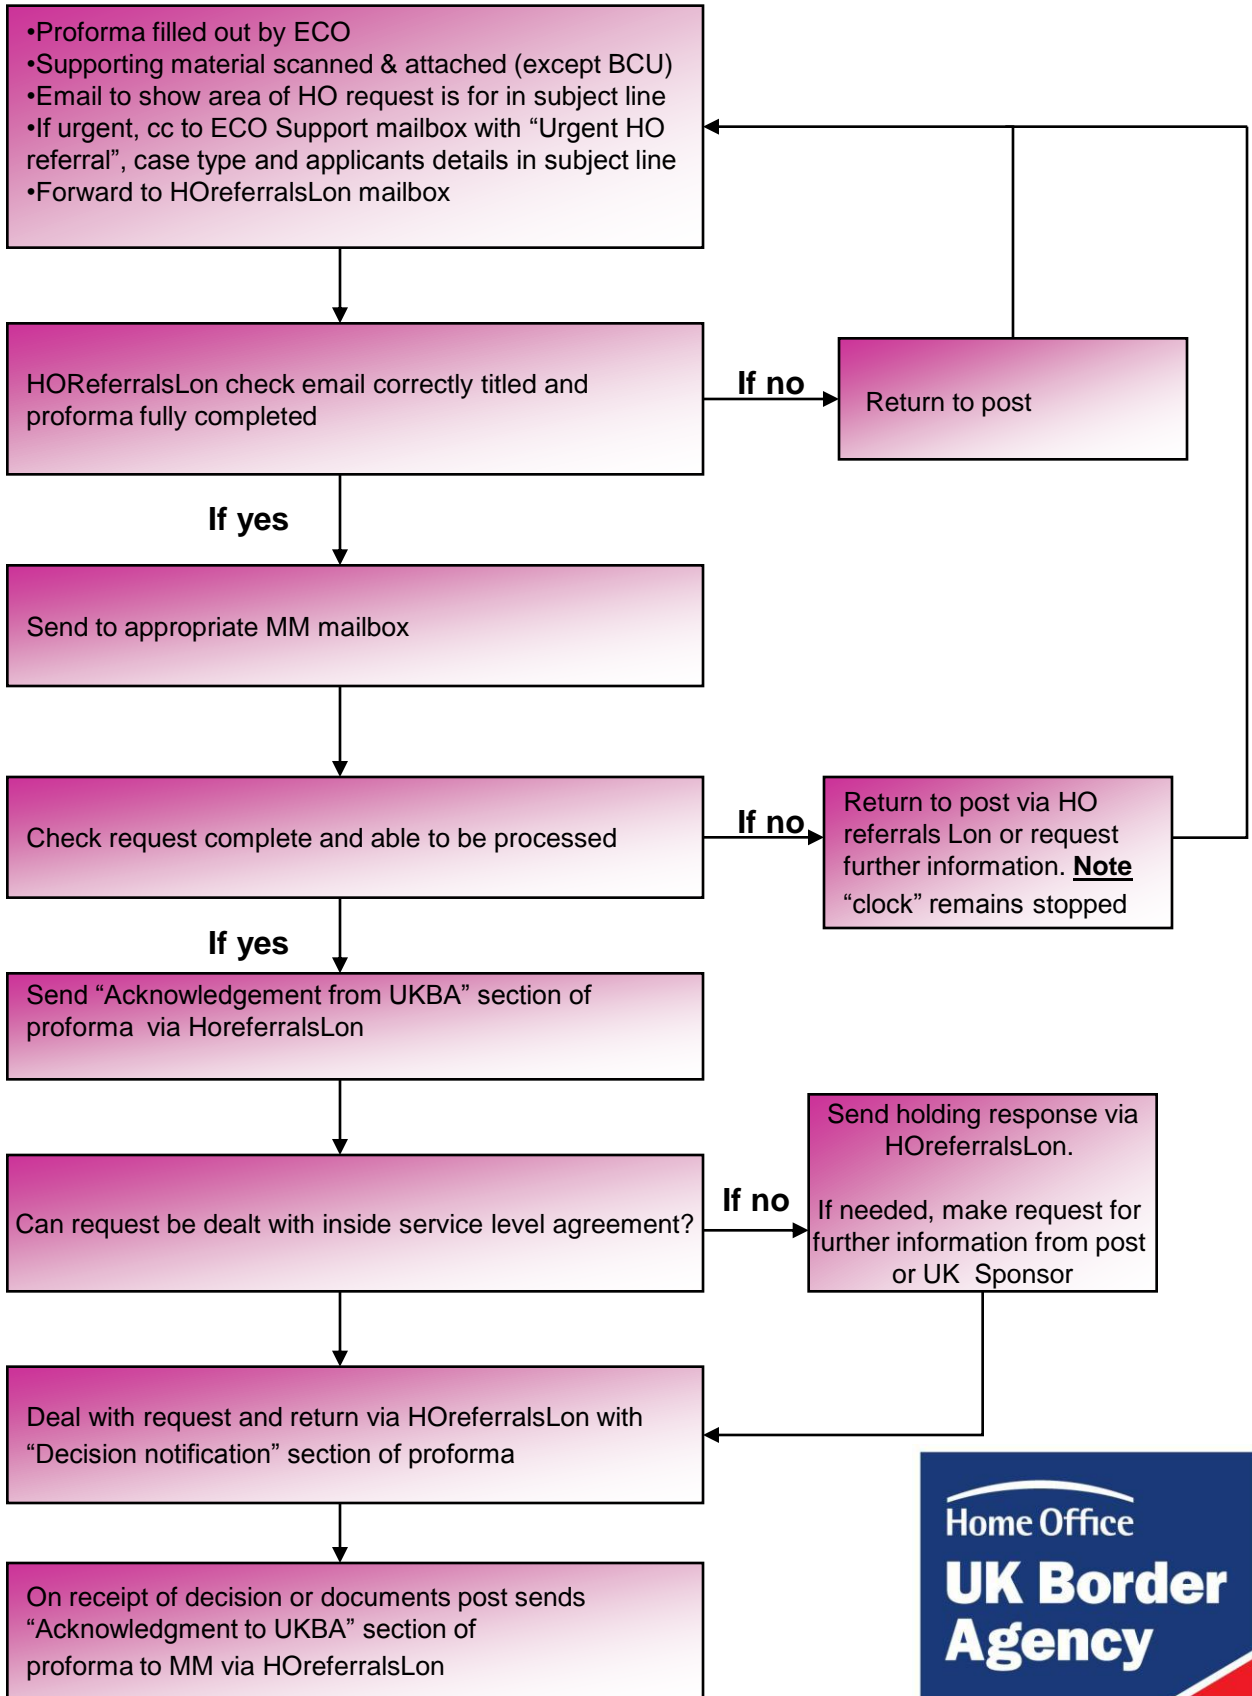 •Proforma filled out by ECO
•Supporting material scanned & attached (except BCU)
•Email to show area of HO request is for in subject line
•If urgent, cc to ECO Support mailbox with “Urgent HO
referral”, case type and applicants details in subject line
•Forward to HOreferralsLon mailbox
HOReferralsLon check email correctly titled and
proforma fully completed
If no
Return to post
If yes
Send to appropriate MM mailbox
Check request complete and able to be processed
If no
Return to post via HO
referrals Lon or request
further information. Note
“clock” remains stopped
If yes
Send “Acknowledgement from UKBA” section of
proforma via HoreferralsLon
Can request be dealt with inside service level agreement?
If no
Send holding response via
HOreferralsLon.
If needed, make request for
further information from post
or UK Sponsor
Deal with request and return via HOreferralsLon with
“Decision notification” section of proforma
On receipt of decision or documents post sends
“Acknowledgment to UKBA” section of
proforma to MM via HOreferralsLon
Home Office
UK Border
Agency